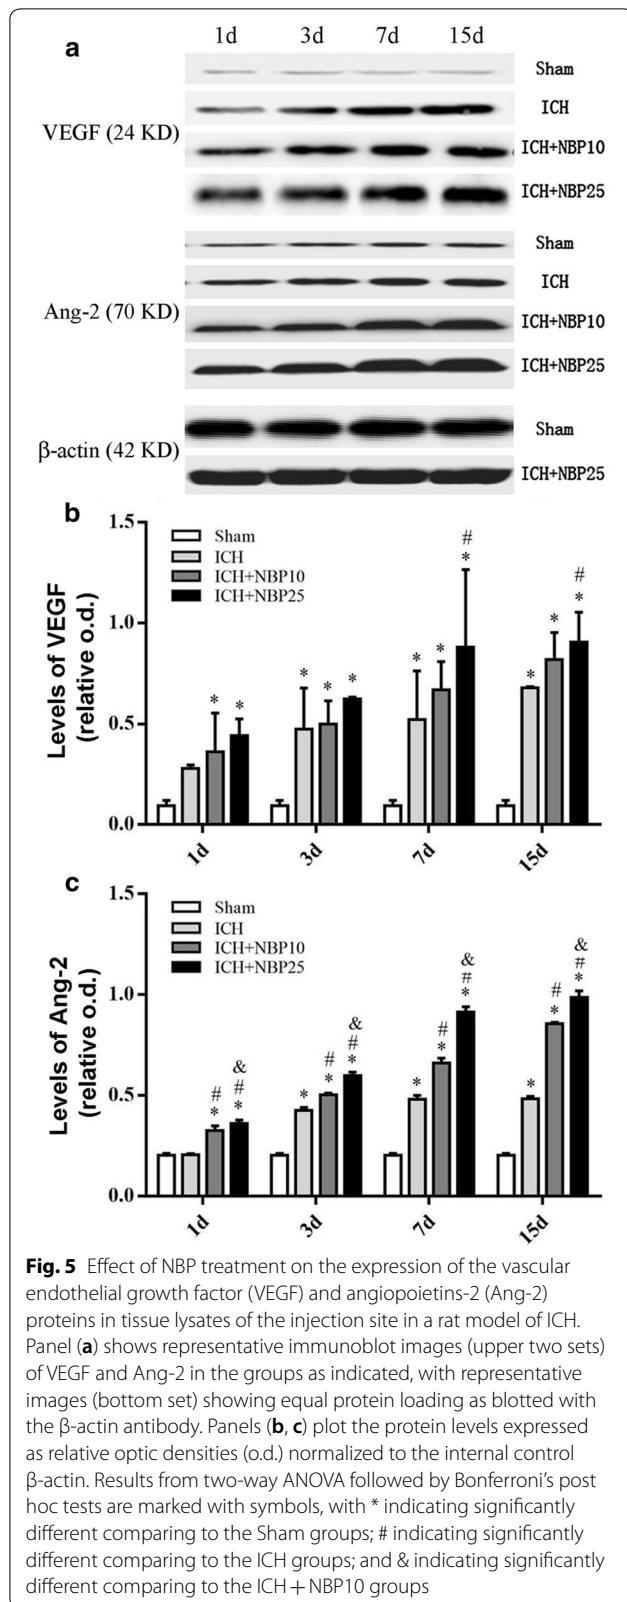 a
1d 3d 7d 15d
Sham
ICH
VEGF (24 KD)
ICH+NBP10
ICH+NBP25
Sham
ICH
Ang-2 (70 KD)
ICH+NBP10
ICH+NBP25
Sham
β-actin (42 KD)
ICH+NBP25
b
Levels of VEGF
(relative o.d.)
1.5
1.0
0.5
0.0
Sham
ICH
ICH+NBP10
ICH+NBP25
* *
* * *
* * # *
* * # *
1d 3d 7d 15d
c
Levels of Ang-2
(relative o.d.)
1.5
1.0
0.5
0.0
Sham
ICH
ICH+NBP10
ICH+NBP25
# * & # *
* # * & # *
* # * & # *
* # * & # *
1d 3d 7d 15d
Fig. 5 Effect of NBP treatment on the expression of the vascular
endothelial growth factor (VEGF) and angiopoietins-2 (Ang-2)
proteins in tissue lysates of the injection site in a rat model of ICH.
Panel (a) shows representative immunoblot images (upper two sets)
of VEGF and Ang-2 in the groups as indicated, with representative
images (bottom set) showing equal protein loading as blotted with
the β-actin antibody. Panels (b, c) plot the protein levels expressed
as relative optic densities (o.d.) normalized to the internal control
β-actin. Results from two-way ANOVA followed by Bonferroni's post
hoc tests are marked with symbols, with * indicating significantly
different comparing to the Sham groups; # indicating significantly
different comparing to the ICH groups; and & indicating significantly
different comparing to the ICH + NBP10 groups